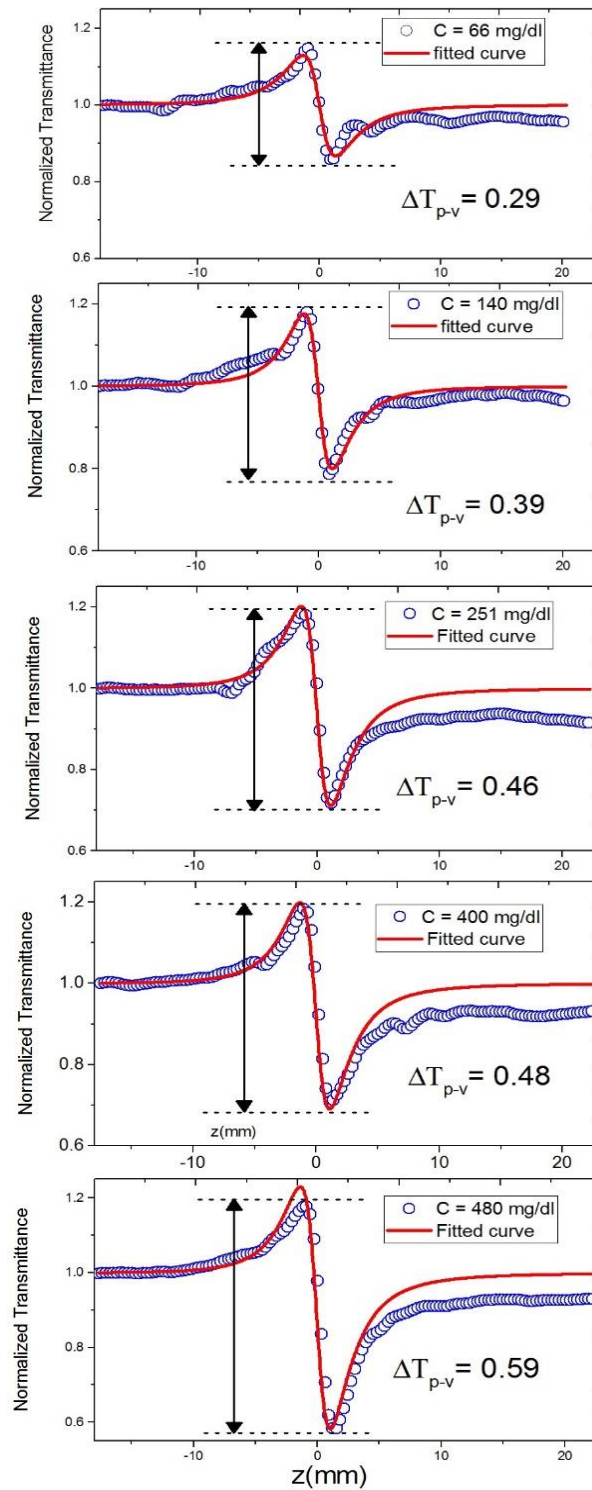 Normalized Transmittance
1.2
1.0
0.8
0.6
C = 66 mg/dl
fitted curve
ΔTp-v= 0.29
-10 0 10 20
Normalized Transmittance
1.2
1.0
0.8
0.6
C = 140 mg/dl
fitted curve
ΔTp-v= 0.39
-10 0 10 20
Normalized Transmittance
1.2
1.0
0.8
0.6
C = 251 mg/dl
Fitted curve
ΔTp-v= 0.46
-10 0 10 20
Normalized Transmittance
1.2
1.0
0.8
0.6
C = 400 mg/dl
Fitted curve
ΔTp-v= 0.48
z(mm)
-10 0 10 20
Normalized Transmittance
1.2
1.0
0.8
0.6
C = 480 mg/dl
Fitted curve
ΔTp-v= 0.59
-10 0 10 20
z(mm)